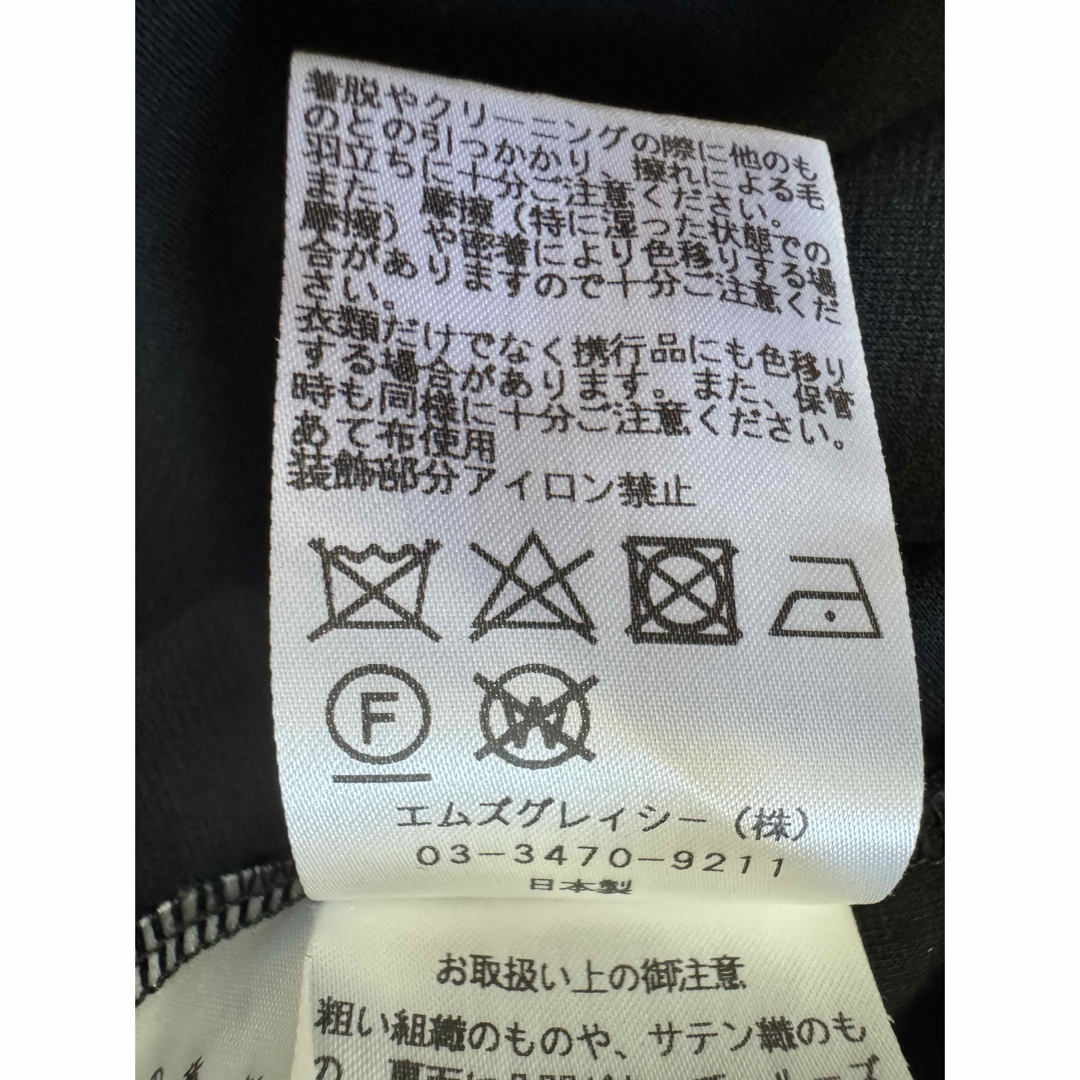 着脱やクリーニングの際に他のも
のとの引っかかり、擦れによる毛
羽立ちに十分ご注意ください。
また、摩擦(特に湿った状態での
摩擦)や密着により色移りする場
合がありますので十分ご注意くだ
さい。
衣類だけでなく携行品にも色移り
する場合があります。また、保管
時も同様に十分ご注意ください。
あて布使用
装飾部分アイロン禁止
F
W
エムズグレイシー(株)
03-3470-9211
日本製
お取扱い上の御注意
粗い組織のものや、サテン織のも
の、